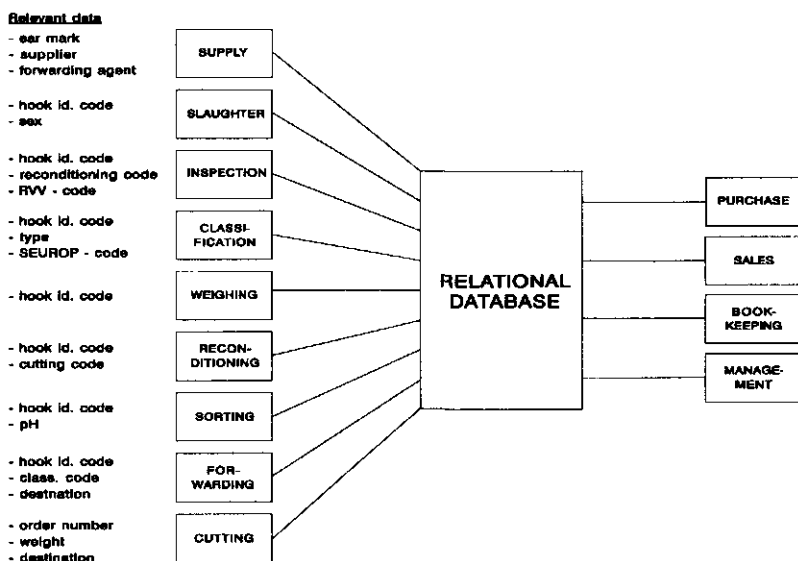 Relevant data
- ear mark
- supplier
- forwarding agent
SUPPLY
- hook id. code
- sex
SLAUGHTER
- hook id. code
- reconditioning code
- RVV - code
INSPECTION
- hook id. code
- type
- SEUROP - code
CLASSI-
FICATION
- hook id. code
WEIGHING
- hook id. code
- cutting code
RECON-
DITIONING
- hook id. code
- pH
SORTING
- hook id. code
- class. code
- destnation
FOR-
WARDING
- order number
- weight
- destination
CUTTING
RELATIONAL
DATABASE
PURCHASE
SALES
BOOK-
KEEPING
MANAGE-
MENT